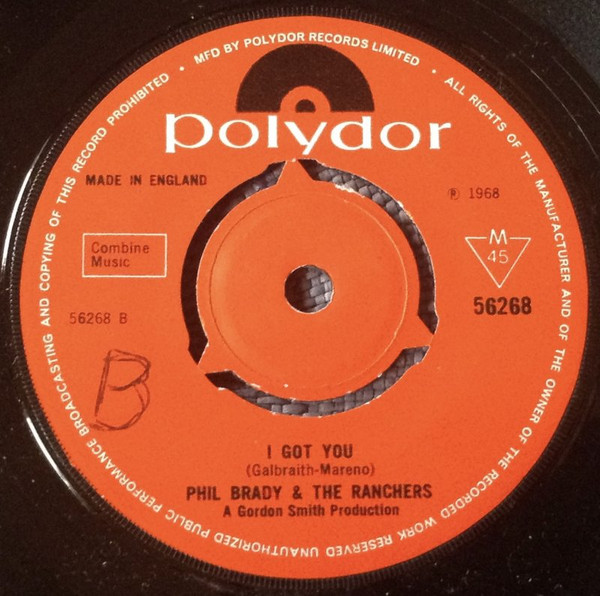 MFD BY POLYDOR RECORDS LIMITED • ALL RIGHTS OF THE MANUFACTURER AND OF THE OWNER OF THE RECORDED WORK RESERVED UNAUTHORIZED PUBLIC PERFORMANCE BROADCASTING AND COPYING OF THIS RECORD PROHIBITED •
polydor
MADE IN ENGLAND
℗ 1968
Combine
Music
M
45
56268 B
56268
B
I GOT YOU
(Galbraith-Mareno)
PHIL BRADY & THE RANCHERS
A Gordon Smith Production